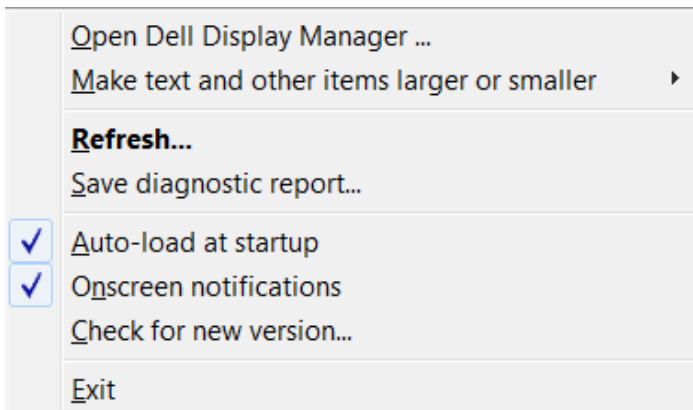 Open Dell Display Manager ...
Make text and other items larger or smaller
Refresh...
Save diagnostic report...
Auto-load at startup
Onscreen notifications
Check for new version...
Exit